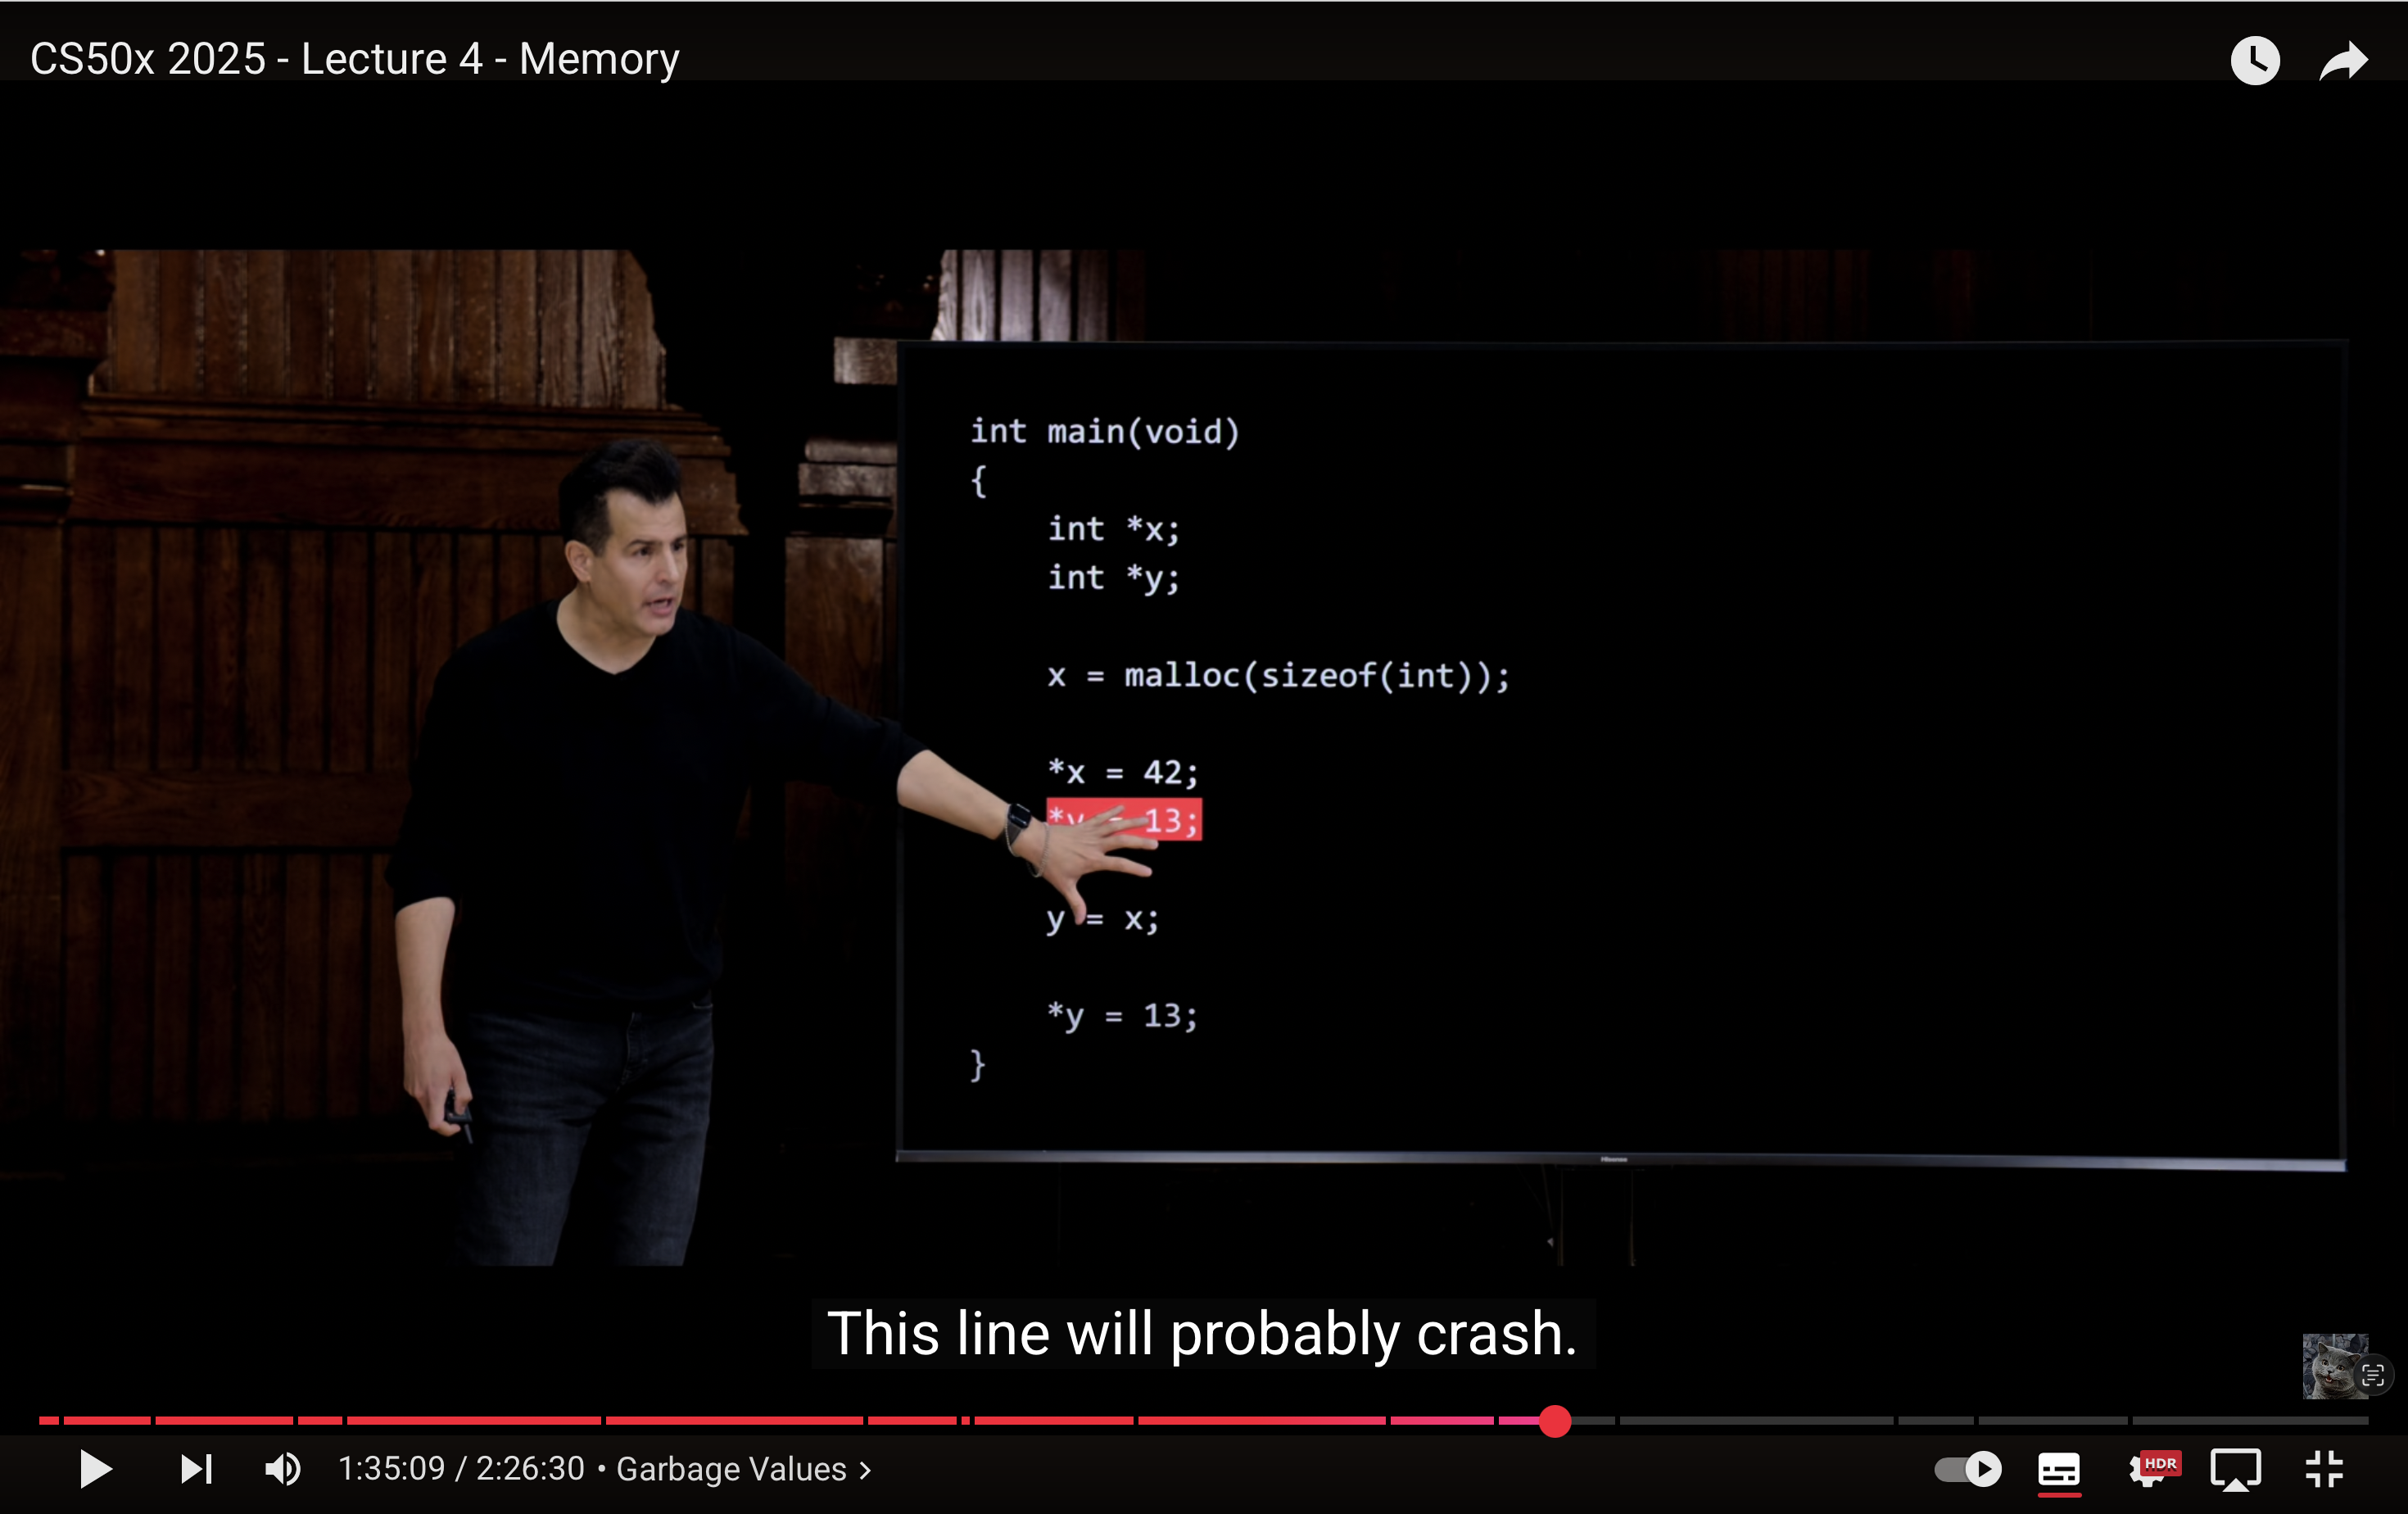 CS50x 2025 - Lecture 4 - Memory
int main(void)
{
int *x;
int *y;
x = malloc(sizeof(int));
*x = 42;
*y = 13;
y = x;
*y = 13;
}
Hisense
This line will probably crash.
1:35:09 / 2:26:30 • Garbage Values >
HDR